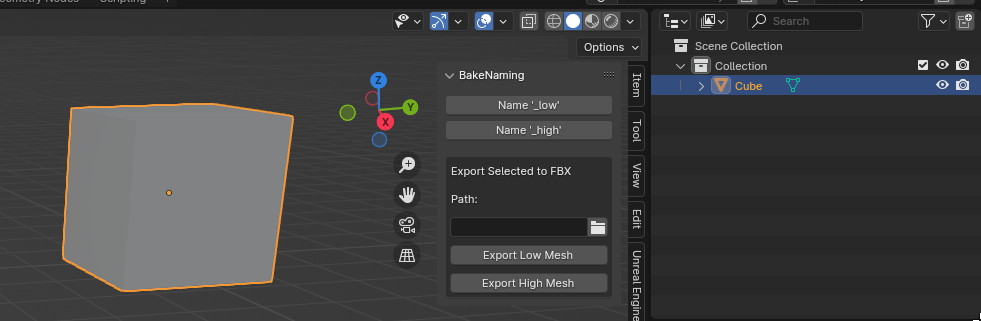 Geometry Nodes Scripting +
Options
Search
Scene Collection
Collection
Cube
Z
Y
X
BakeNaming
Name '_low'
Name '_high'
Export Selected to FBX
Path:
Export Low Mesh
Export High Mesh
Item
Tool
View
Edit
Unreal Engine